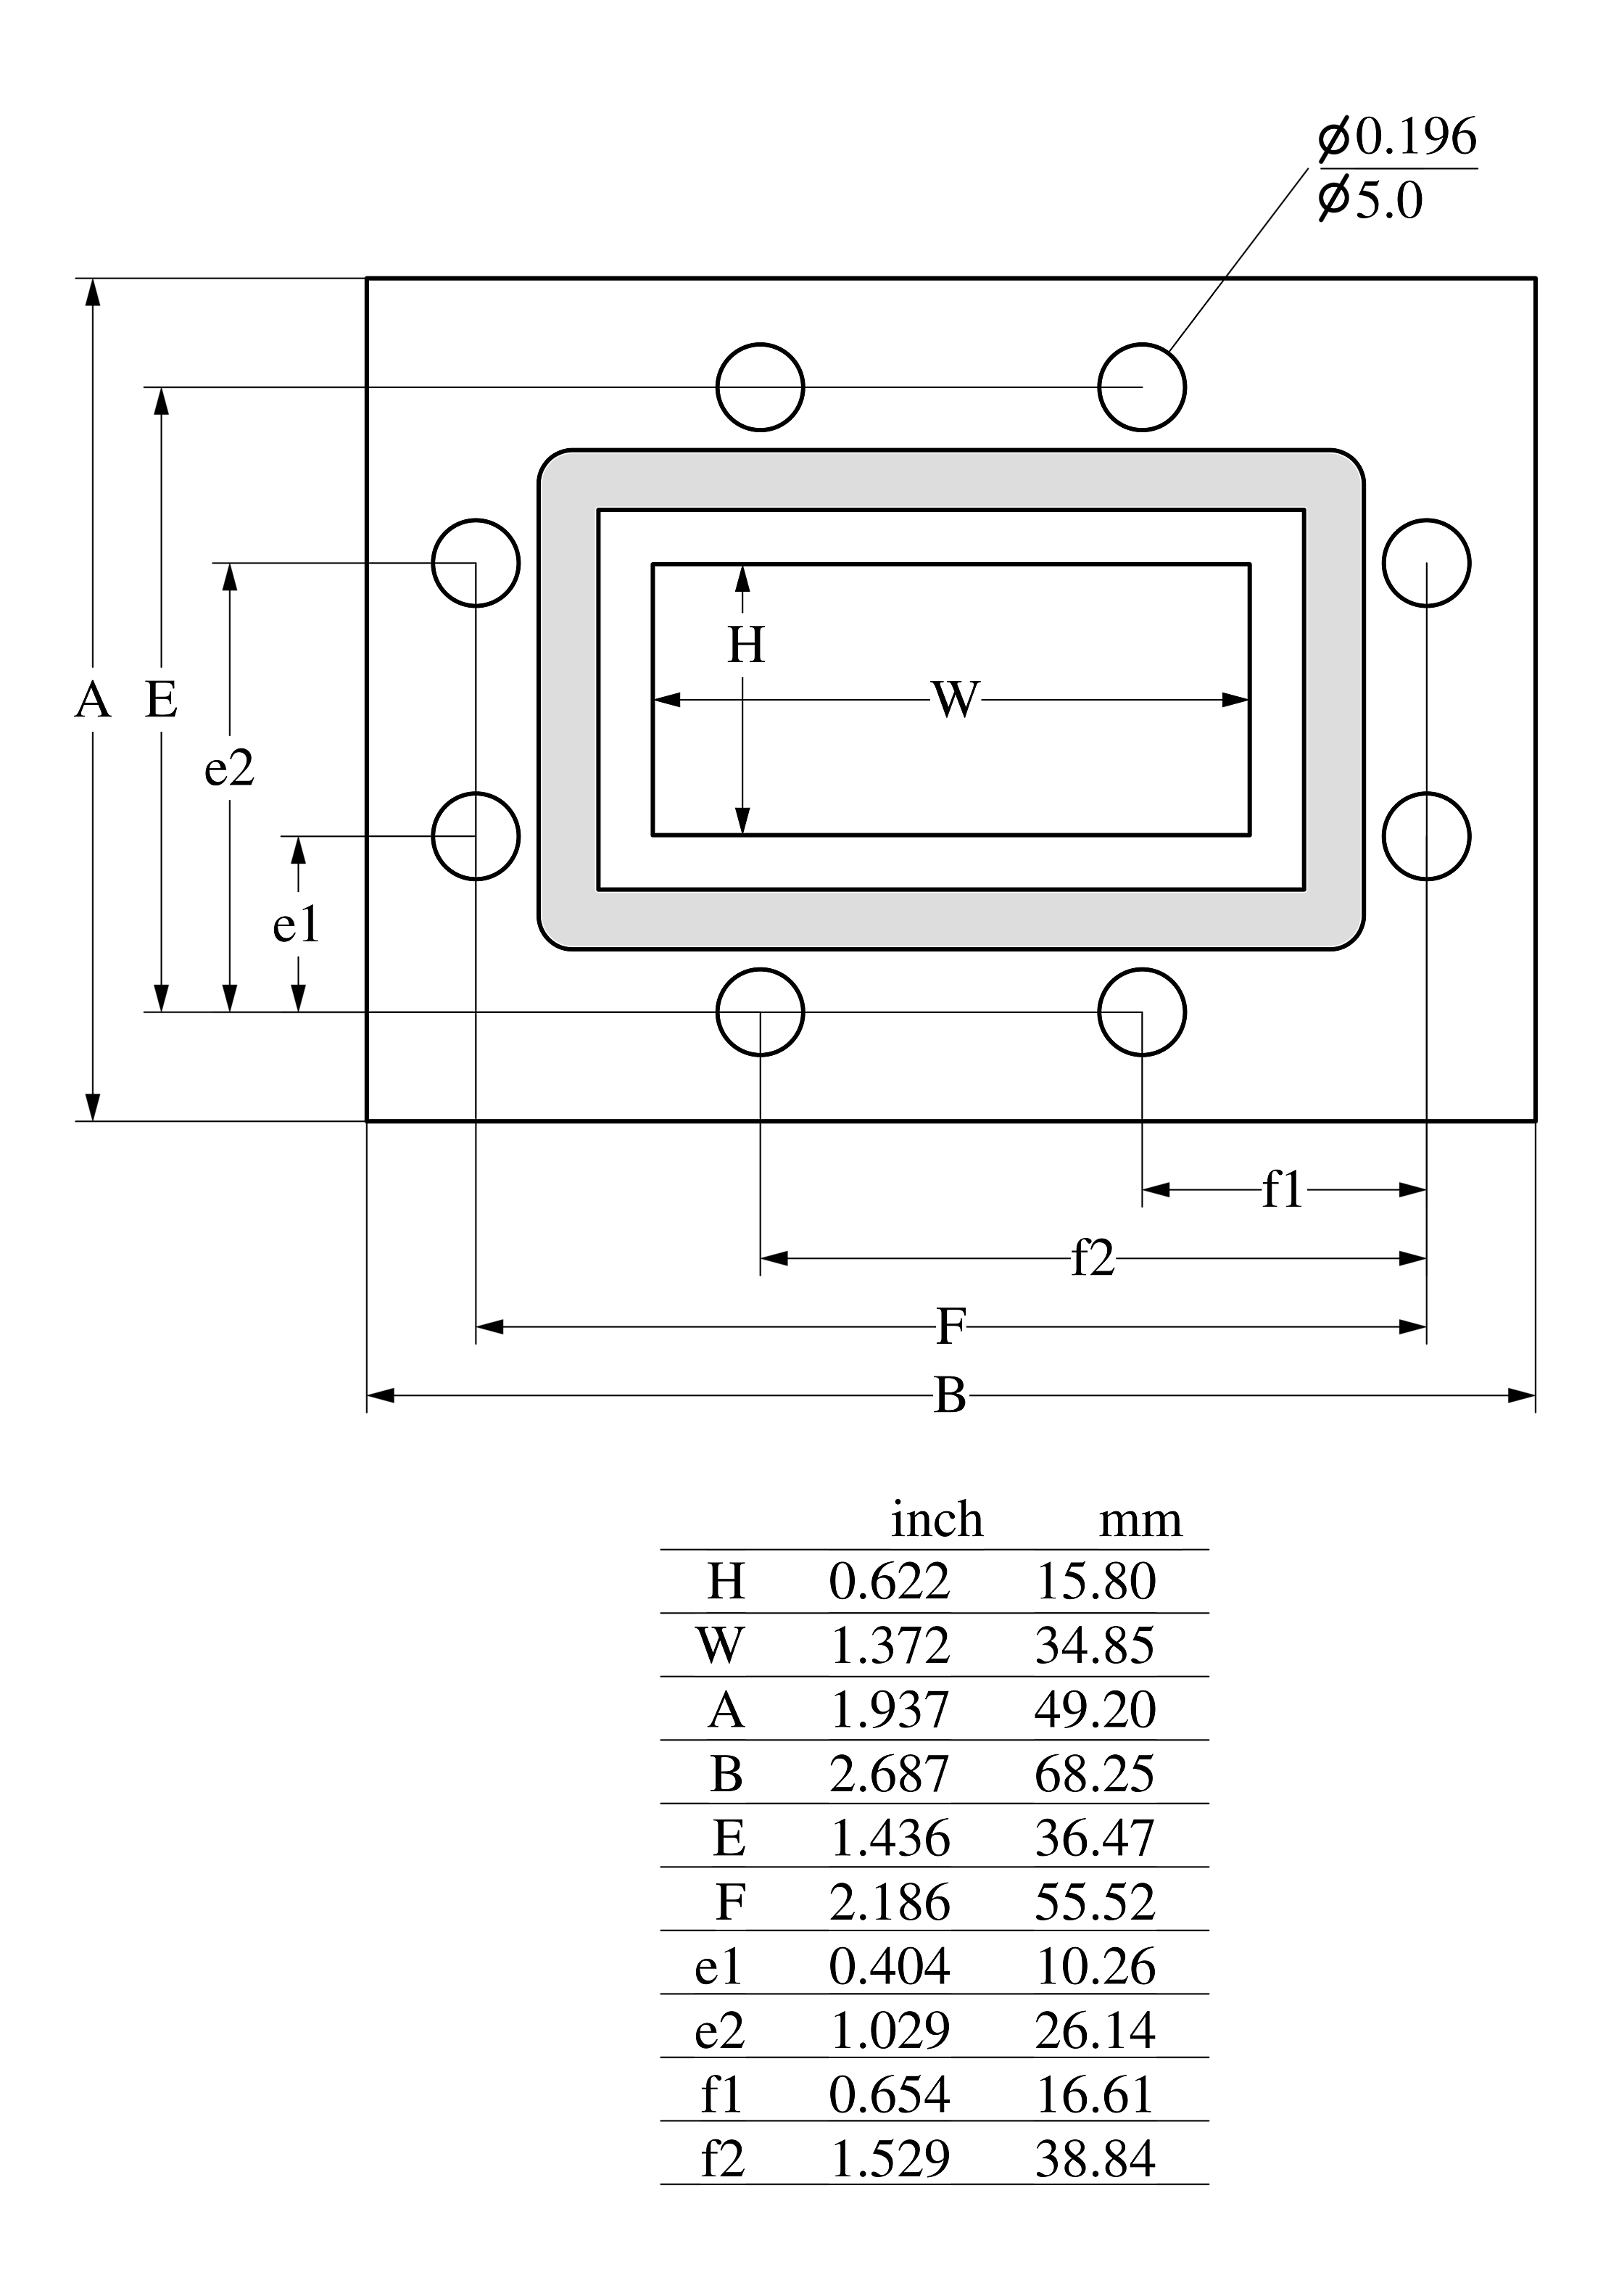 ⌀0.196
⌀5.0
H
W
A E
e2
e1
f1
f2
F
B
inch mm
H 0.622 15.80
W 1.372 34.85
A 1.937 49.20
B 2.687 68.25
E 1.436 36.47
F 2.186 55.52
e1 0.404 10.26
e2 1.029 26.14
f1 0.654 16.61
f2 1.529 38.84